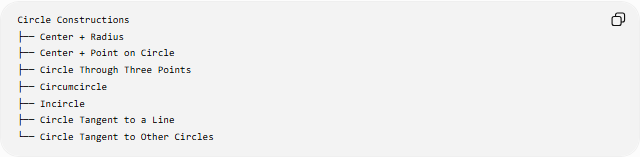 Circle Constructions
├── Center + Radius
├── Center + Point on Circle
├── Circle Through Three Points
├── Circumcircle
├── Incircle
├── Circle Tangent to a Line
└── Circle Tangent to Other Circles